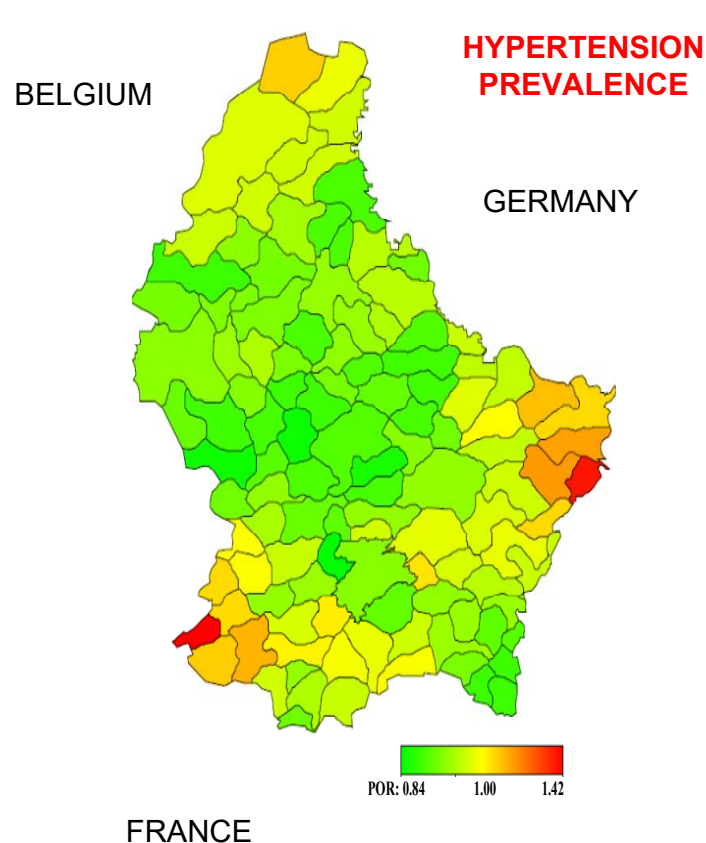 HYPERTENSION
PREVALENCE
BELGIUM
GERMANY
POR: 0.84 1.00 1.42
FRANCE